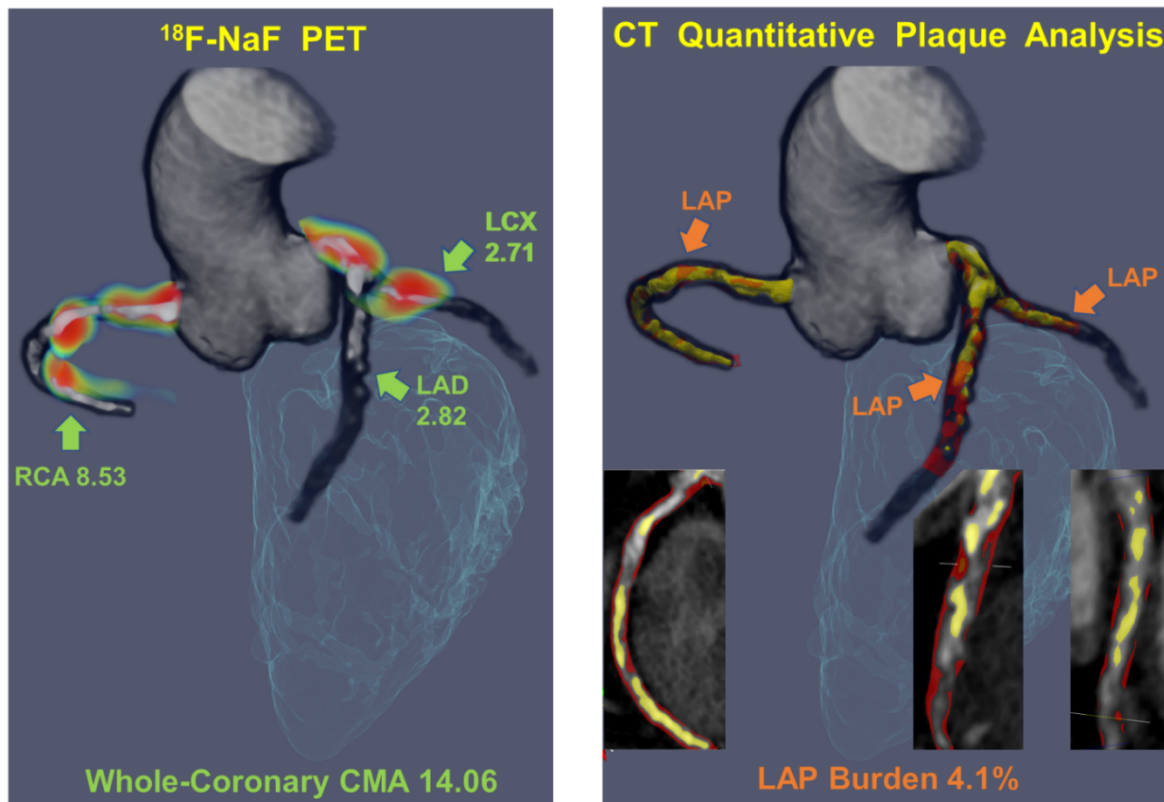 ¹⁸F-NaF PET
LCX
2.71
LAD
2.82
RCA 8.53
Whole-Coronary CMA 14.06
CT Quantitative Plaque Analysis
LAP
LAP
LAP
LAP Burden 4.1%